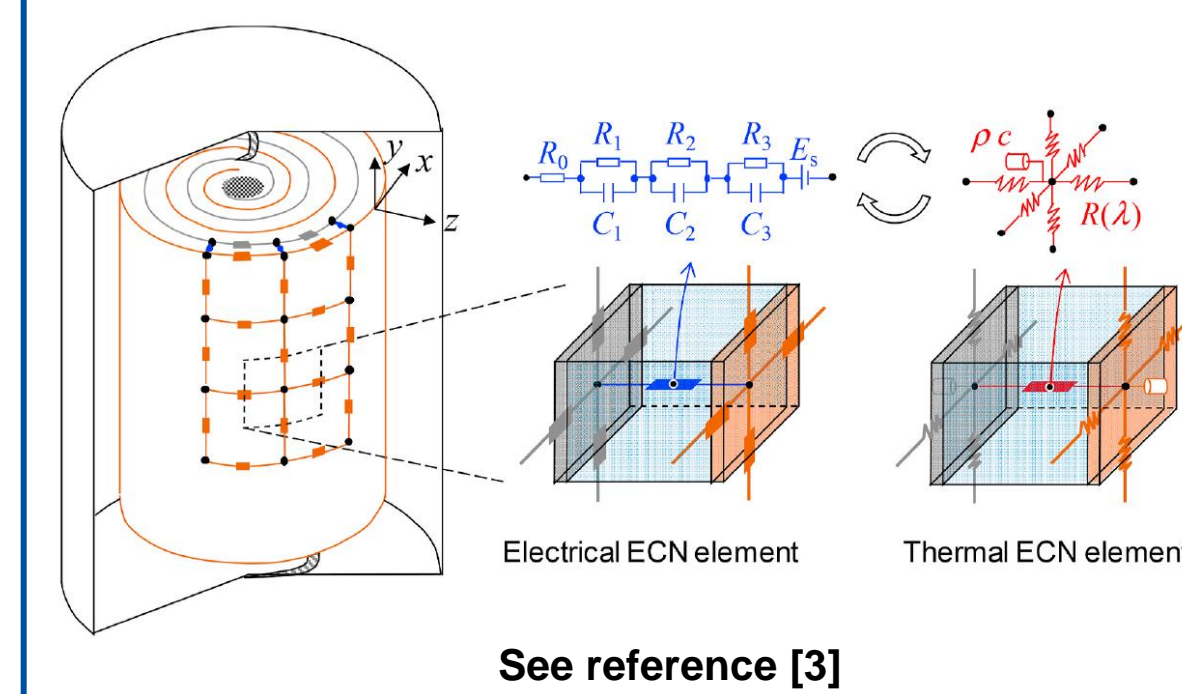 R₁ R₂ R₃
R₀ Eₛ
C₁ C₂ C₃
ρ c
R(λ)
y
x
z
Electrical ECN element
Thermal ECN element
See reference [3]